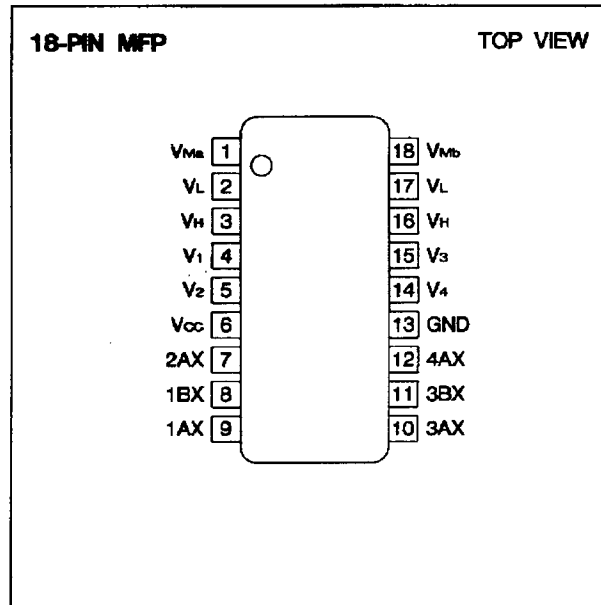 18-PIN MFP TOP VIEW
VMa 1 18 VMb
VL 2 17 VL
VH 3 16 VH
V1 4 15 V3
V2 5 14 V4
VCC 6 13 GND
2AX 7 12 4AX
1BX 8 11 3BX
1AX 9 10 3AX